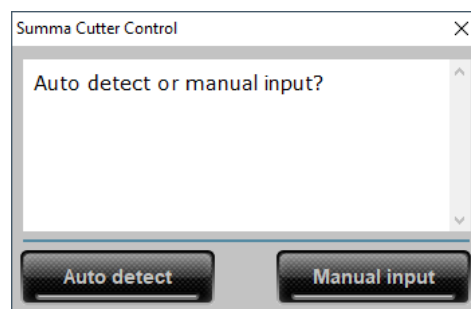 Summa Cutter Control
Auto detect or manual input?
Auto detect
Manual input